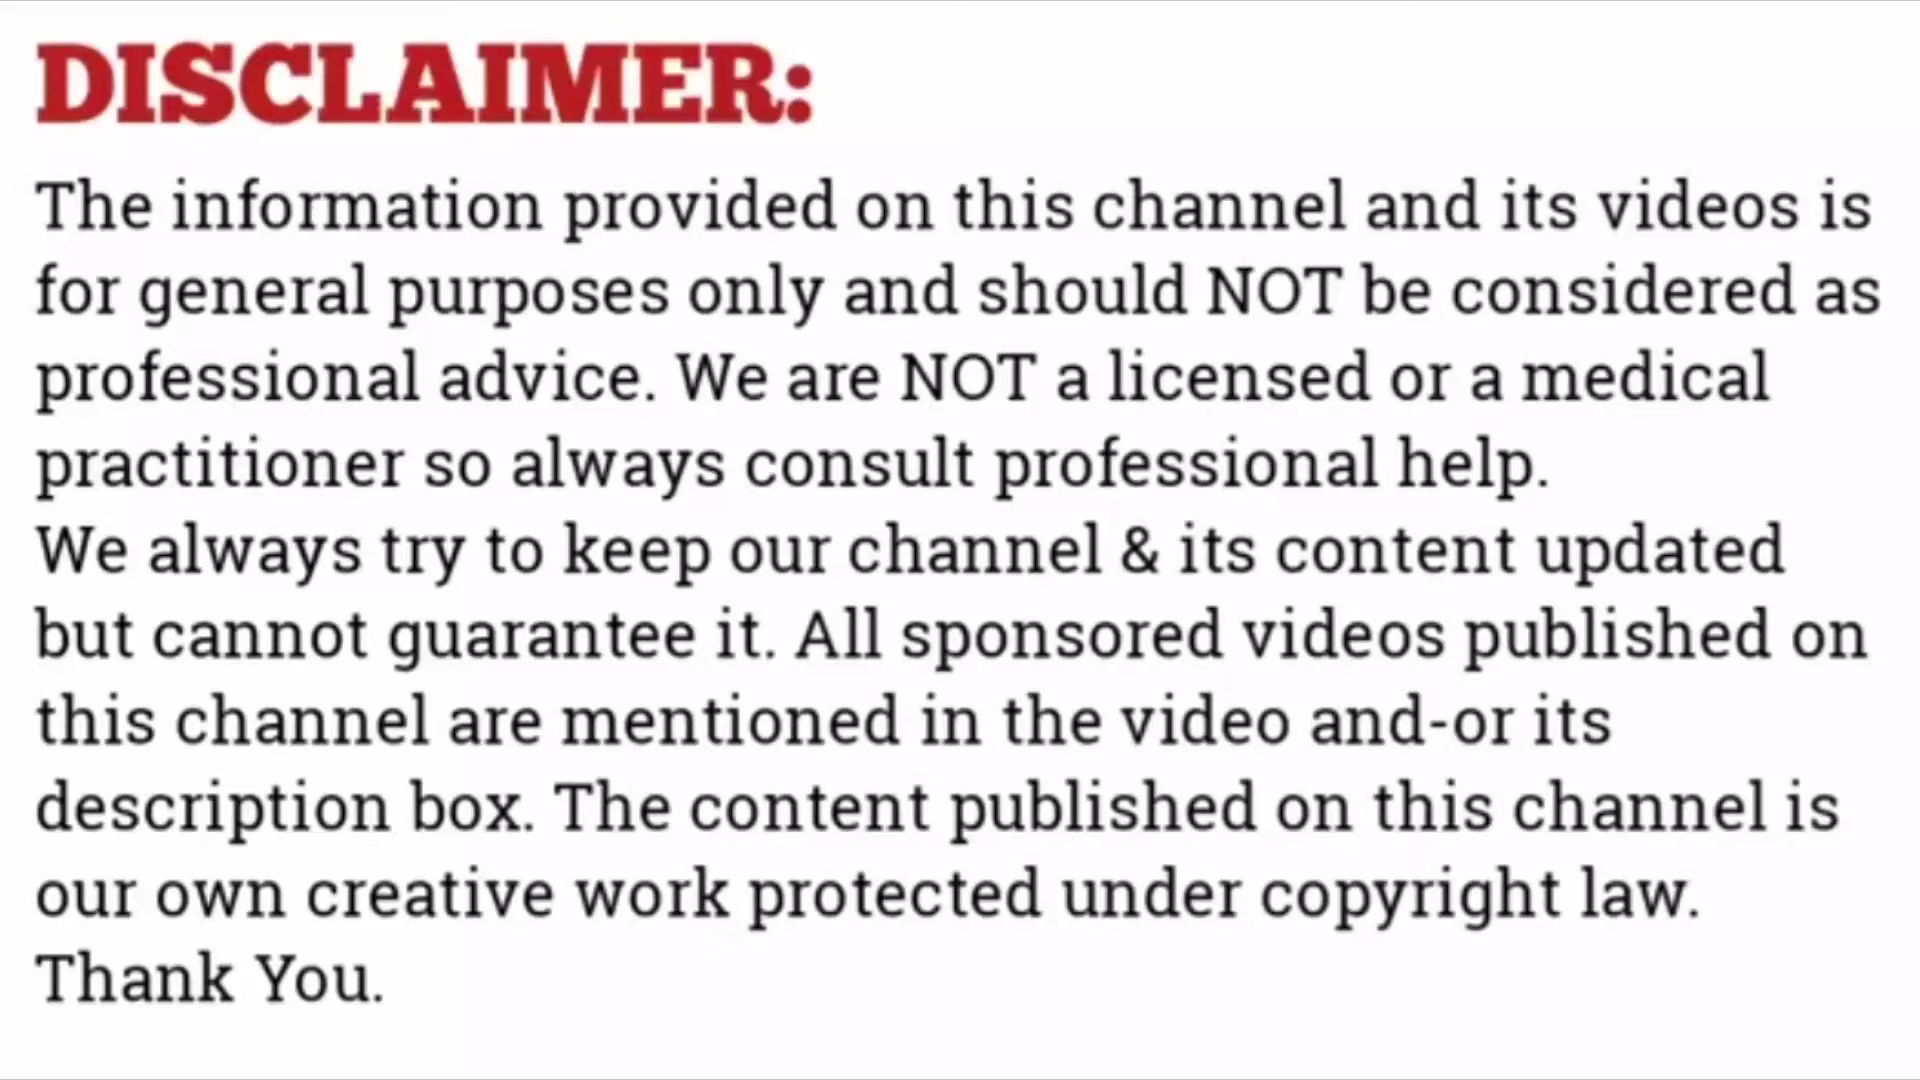 DISCLAIMER:
The information provided on this channel and its videos is
for general purposes only and should NOT be considered as
professional advice. We are NOT a licensed or a medical
practitioner so always consult professional help.
We always try to keep our channel & its content updated
but cannot guarantee it. All sponsored videos published on
this channel are mentioned in the video and-or its
description box. The content published on this channel is
our own creative work protected under copyright law.
Thank You.